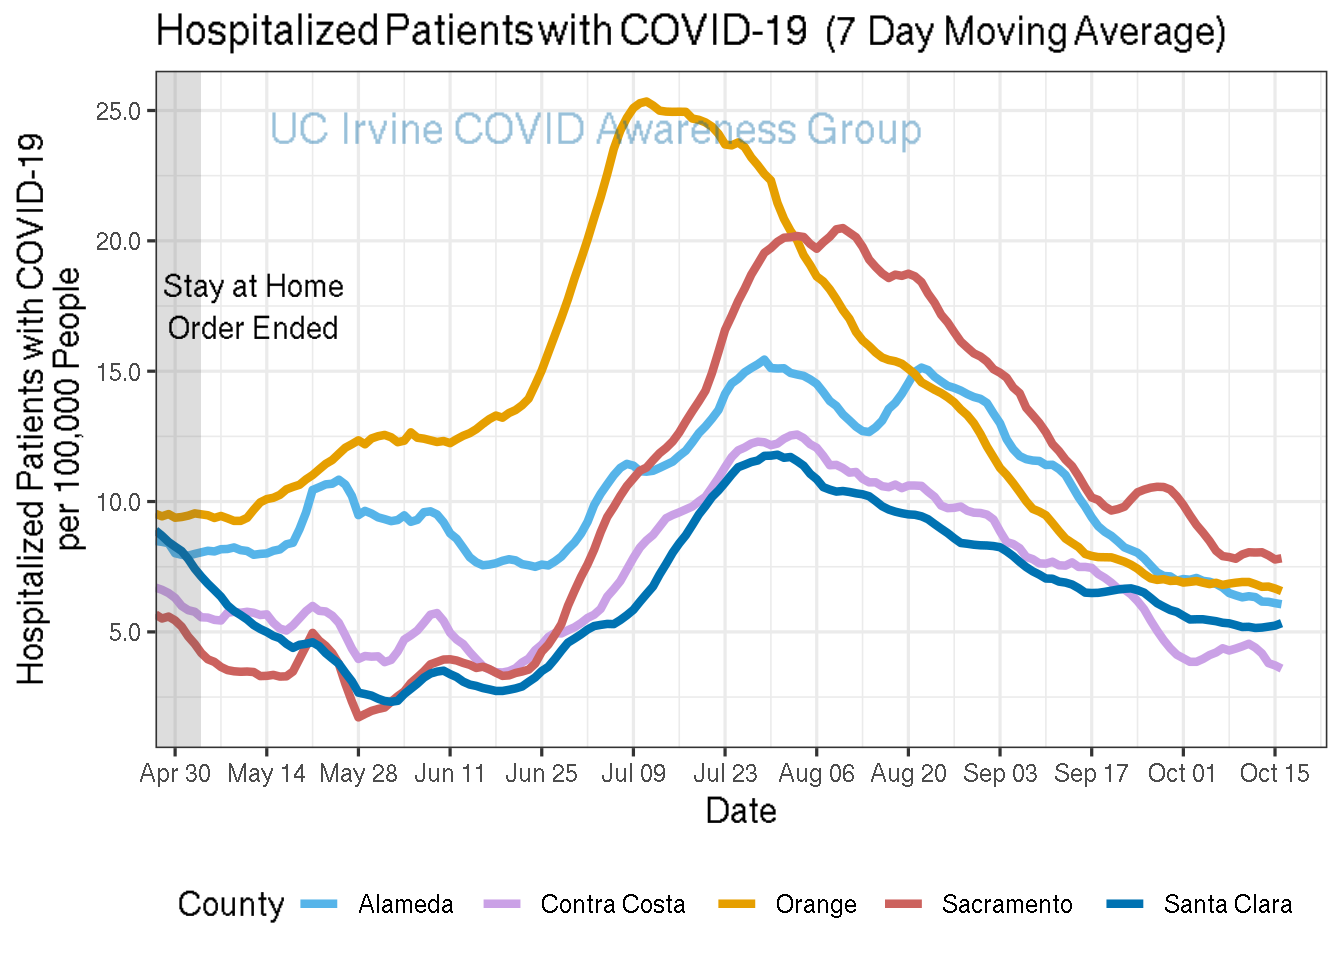 Hospitalized Patients with COVID-19 (7 Day Moving Average)
UC Irvine COVID Awareness Group
Hospitalized Patients with COVID-19
per 100,000 People
25.0
20.0
15.0
10.0
5.0
Stay at Home
Order Ended
Apr 30 May 14 May 28 Jun 11 Jun 25 Jul 09 Jul 23 Aug 06 Aug 20 Sep 03 Sep 17 Oct 01 Oct 15
Date
County Alameda Contra Costa Orange Sacramento Santa Clara